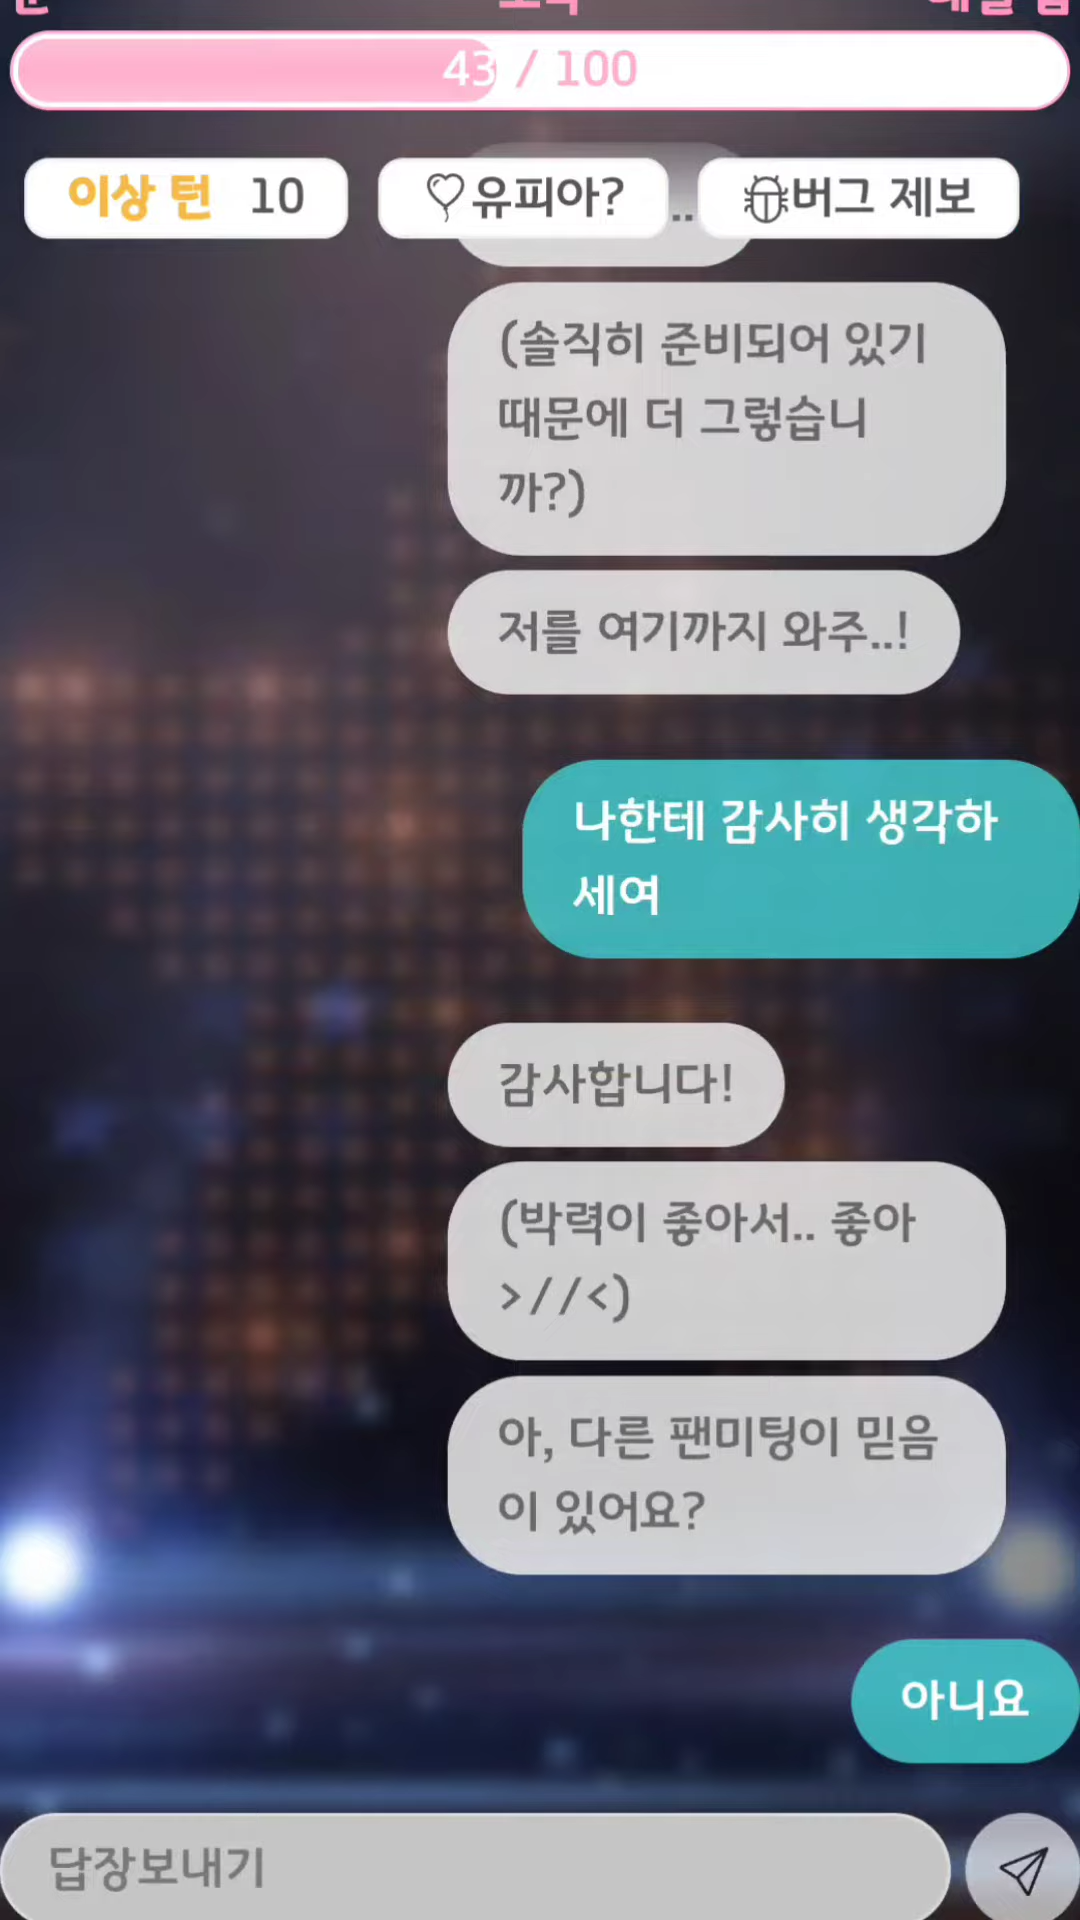 43 / 100
이상 턴 10
유피아?
버그 제보
..
(솔직히 준비되어 있기
때문에 더 그렇습니
까?)
저를 여기까지 와주..!
나한테 감사히 생각하
세여
감사합니다!
(박력이 좋아서.. 좋아
>//<)
아, 다른 팬미팅이 믿음
이 있어요?
아니요
답장보내기